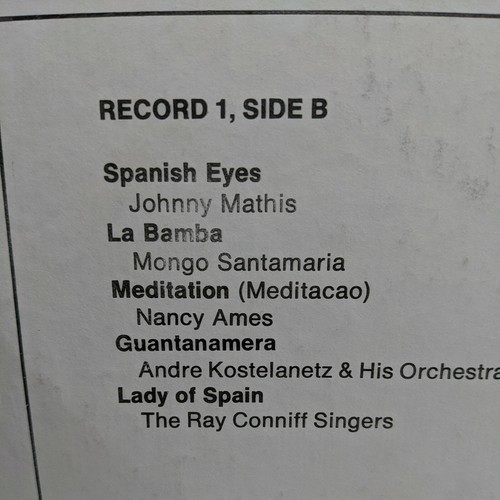 RECORD 1, SIDE B
Spanish Eyes
Johnny Mathis
La Bamba
Mongo Santamaria
Meditation (Meditacao)
Nancy Ames
Guantanamera
Andre Kostelanetz & His Orchestra
Lady of Spain
The Ray Conniff Singers